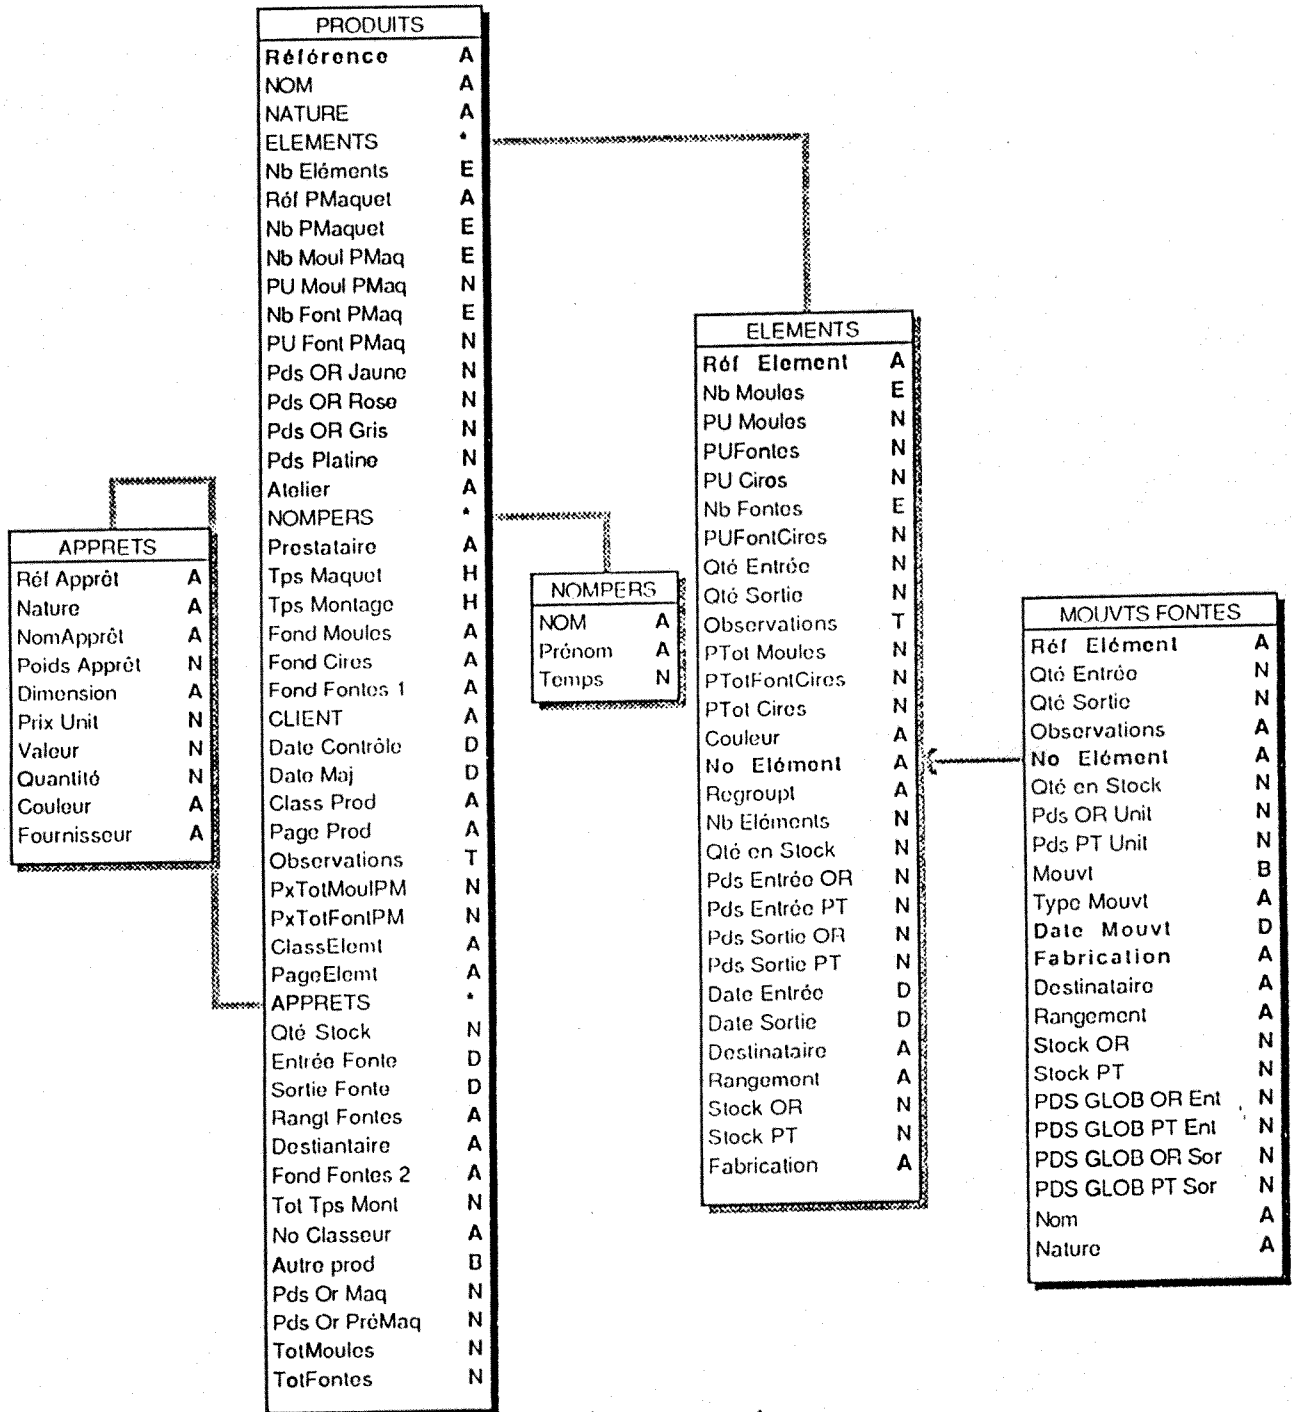 PRODUITS
Référence A
NOM A
NATURE A
ELEMENTS *
Nb Eléments E
Réf PMaquet A
Nb PMaquet E
Nb Moul PMaq E
PU Moul PMaq N
Nb Font PMaq E
PU Font PMaq N
Pds OR Jaune N
Pds OR Rose N
Pds OR Gris N
Pds Platine N
Atelier A
NOMPERS *
Prestataire A
Tps Maquet H
Tps Montage H
Fond Moules A
Fond Cires A
Fond Fontes 1 A
CLIENT A
Date Contrôle D
Date Maj D
Class Prod A
Page Prod A
Observations T
PxTotMoulPM N
PxTotFontPM N
ClassElemt A
PageElemt A
APPRETS *
Qté Stock N
Entrée Fonte D
Sortie Fonte D
Rangt Fontes A
Destiantaire A
Fond Fontes 2 A
Tot Tps Mont N
No Classeur A
Autre prod B
Pds Or Maq N
Pds Or PréMaq N
TotMoules N
TotFontes N
APPRETS
Réf Apprêt A
Nature A
NomApprêt A
Poids Apprêt N
Dimension A
Prix Unit N
Valeur N
Quantité N
Couleur A
Fournisseur A
NOMPERS
NOM A
Prénom A
Temps N
ELEMENTS
Réf Element A
Nb Moules E
PU Moules N
PUFontes N
PU Cires N
Nb Fontes E
PUFontCires N
Qté Entrée N
Qté Sortie N
Observations T
PTot Moules N
PTotFontCires N
PTot Cires N
Couleur A
No Elément A
Regroupt A
Nb Eléments N
Qté en Stock N
Pds Entrée OR N
Pds Entrée PT N
Pds Sortie OR N
Pds Sortie PT N
Date Entrée D
Date Sortie D
Destinataire A
Rangement A
Stock OR N
Stock PT N
Fabrication A
MOUVTS FONTES
Réf Elément A
Qté Entrée N
Qté Sortie N
Observations A
No Elément A
Qté en Stock N
Pds OR Unit N
Pds PT Unit N
Mouvt B
Type Mouvt A
Date Mouvt D
Fabrication A
Destinataire A
Rangement A
Stock OR N
Stock PT N
PDS GLOB OR Ent N
PDS GLOB PT Ent N
PDS GLOB OR Sor N
PDS GLOB PT Sor N
Nom A
Nature A